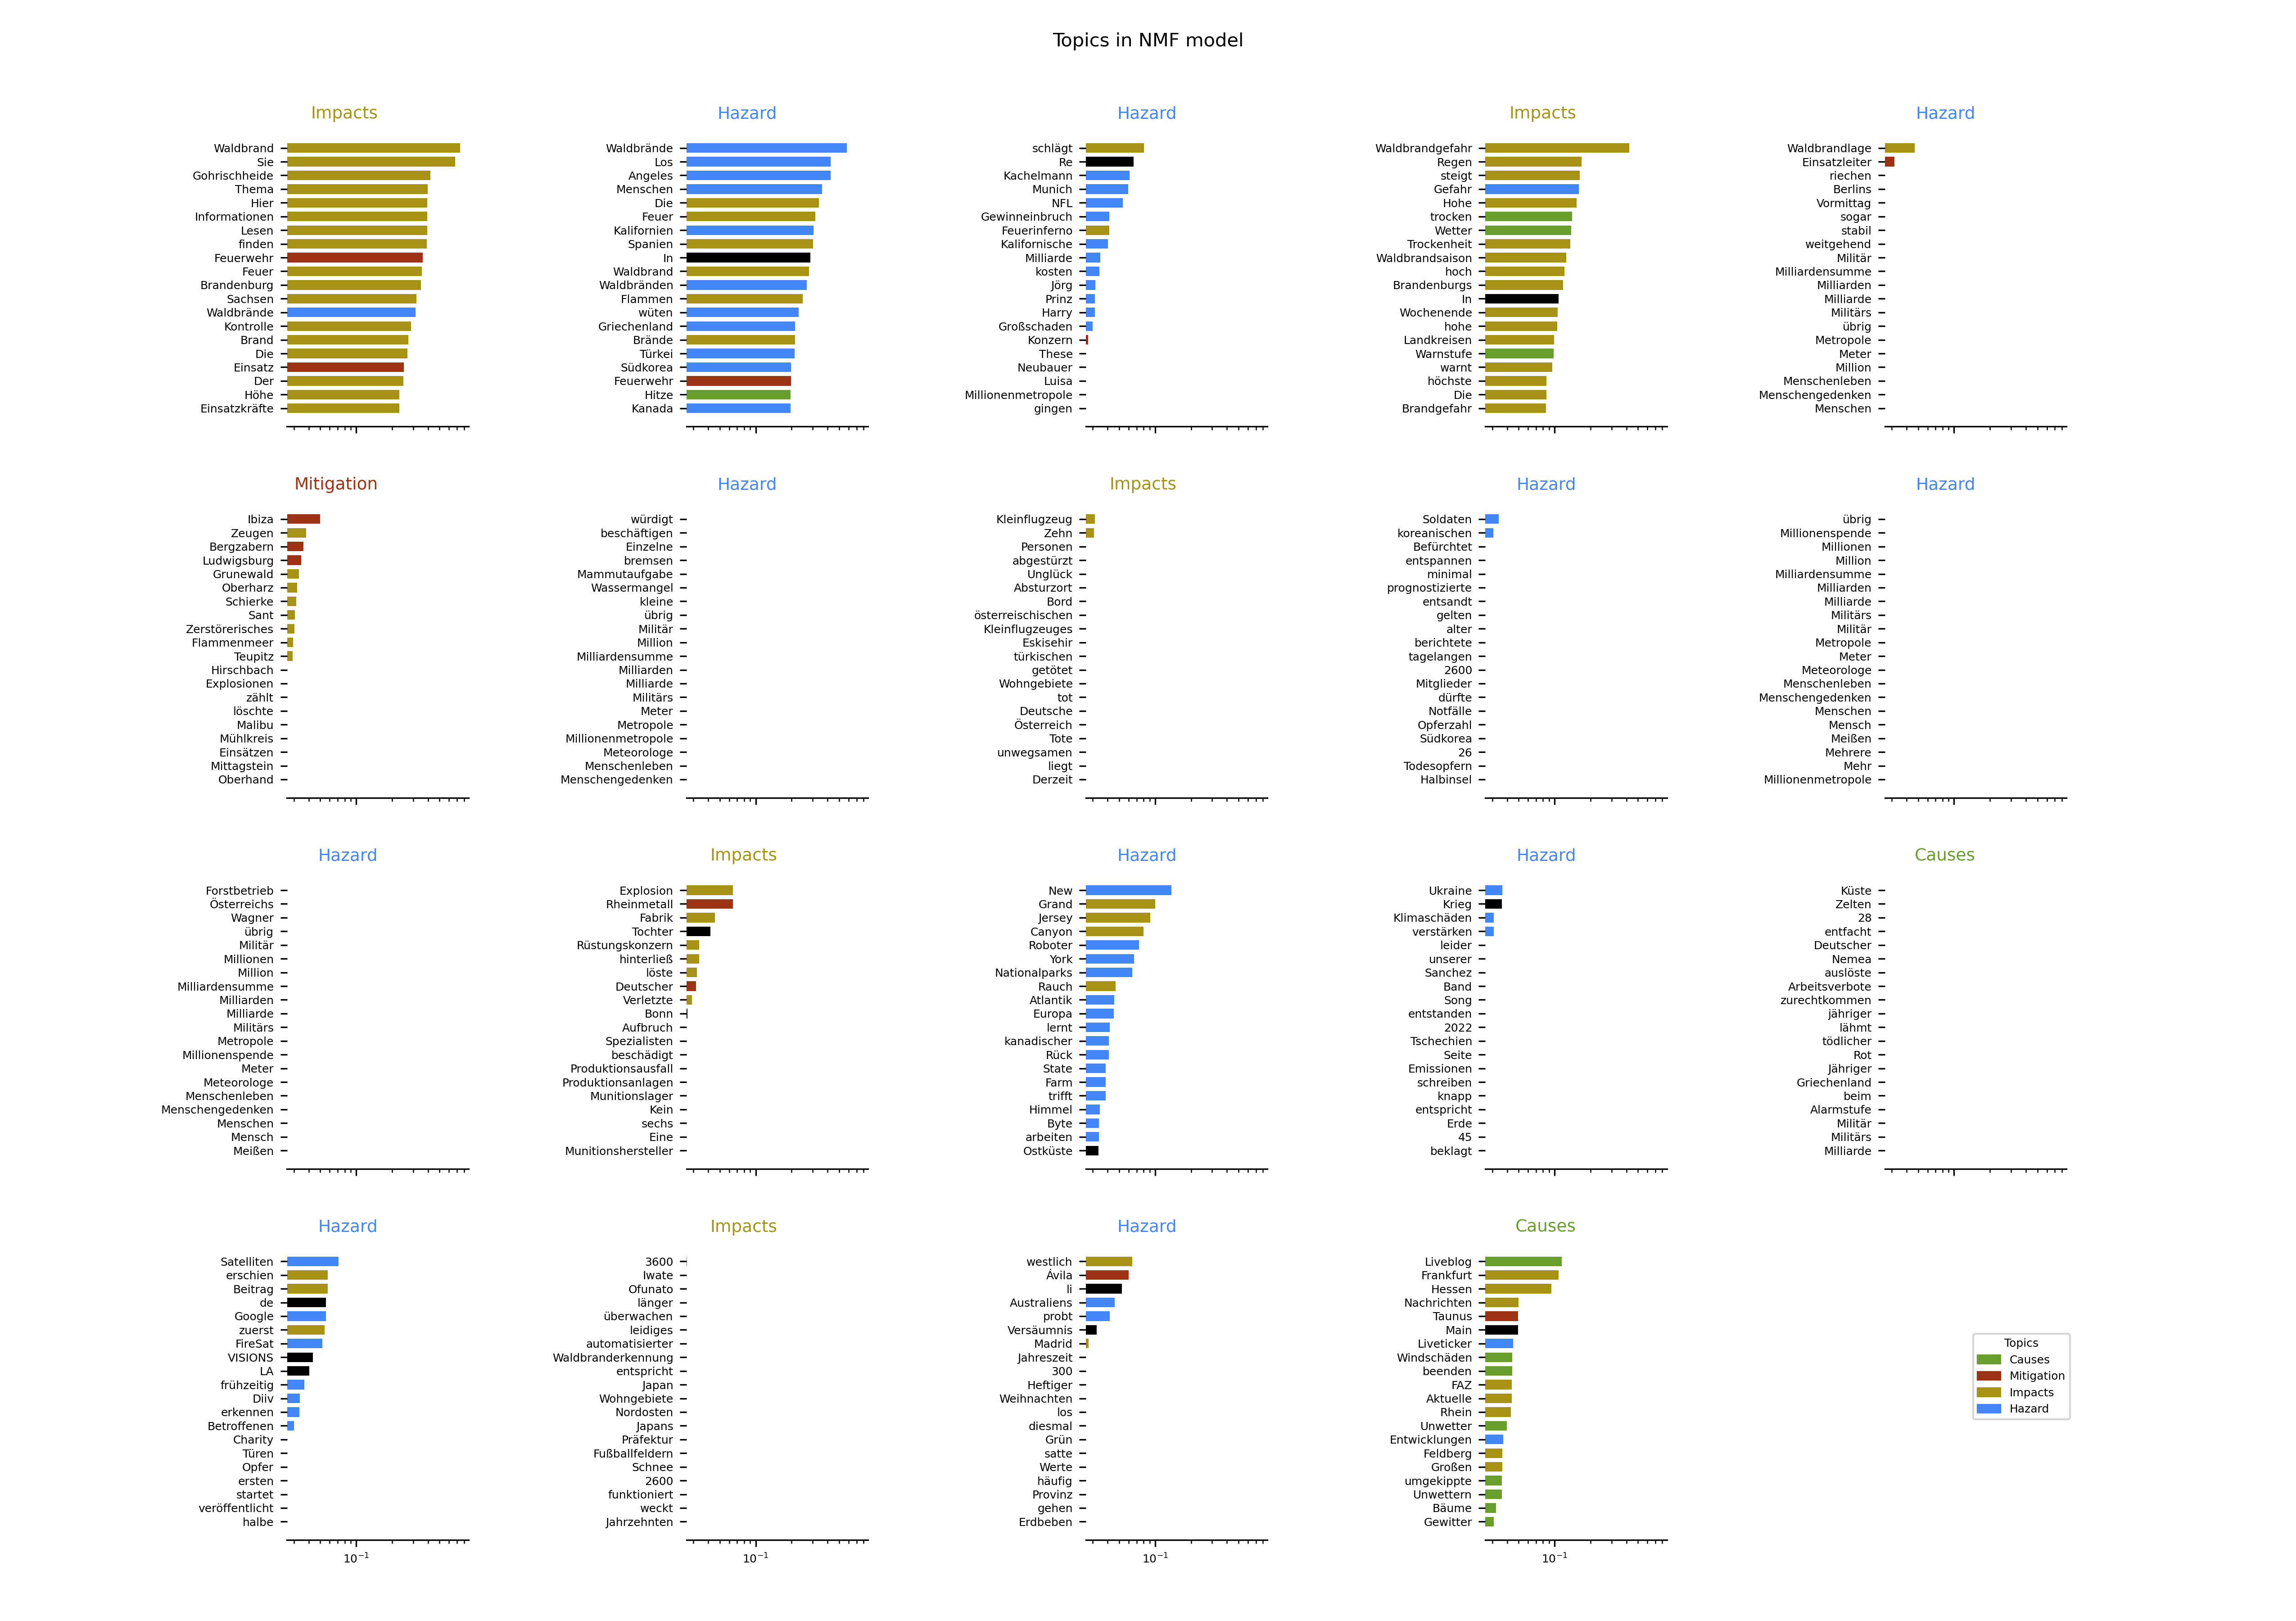 Topics in NMF model
Impacts
Waldbrand
Sie
Gohrischheide
Thema
Hier
Informationen
Lesen
finden
Feuerwehr
Feuer
Brandenburg
Sachsen
Waldbrände
Kontrolle
Brand
Die
Einsatz
Der
Höhe
Einsatzkräfte
Hazard
Waldbrände
Los
Angeles
Menschen
Die
Feuer
Kalifornien
Spanien
In
Waldbrand
Waldbränden
Flammen
wüten
Griechenland
Brände
Türkei
Südkorea
Feuerwehr
Hitze
Kanada
Hazard
schlägt
Re
Kachelmann
Munich
NFL
Gewinneinbruch
Feuerinferno
Kalifornische
Milliarde
kosten
Jörg
Prinz
Harry
Großschaden
Konzern
These
Neubauer
Luisa
Millionenmetropole
gingen
Impacts
Waldbrandgefahr
Regen
steigt
Gefahr
Hohe
trocken
Wetter
Trockenheit
Waldbrandsaison
hoch
Brandenburgs
In
Wochenende
hohe
Landkreisen
Warnstufe
warnt
höchste
Die
Brandgefahr
Hazard
Waldbrandlage
Einsatzleiter
riechen
Berlins
Vormittag
sogar
stabil
weitgehend
Militär
Milliardensumme
Milliarden
Milliarde
Militärs
übrig
Metropole
Meter
Million
Menschenleben
Menschengedenken
Menschen
Mitigation
Ibiza
Zeugen
Bergzabern
Ludwigsburg
Grunewald
Oberharz
Schierke
Sant
Zerstörerisches
Flammenmeer
Teupitz
Hirschbach
Explosionen
zählt
löschte
Malibu
Mühlkreis
Einsätzen
Mittagstein
Oberhand
Hazard
würdigt
beschäftigen
Einzelne
bremsen
Mammutaufgabe
Wassermangel
kleine
übrig
Militär
Million
Milliardensumme
Milliarden
Milliarde
Militärs
Meter
Metropole
Millionenmetropole
Meteorologe
Menschenleben
Menschengedenken
Impacts
Kleinflugzeug
Zehn
Personen
abgestürzt
Unglück
Absturzort
Bord
österreischischen
Kleinflugzeuges
Eskisehir
türkischen
getötet
Wohngebiete
tot
Deutsche
Österreich
Tote
unwegsamen
liegt
Derzeit
Hazard
Soldaten
koreanischen
Befürchtet
entspannen
minimal
prognostizierte
entsandt
gelten
alter
berichtete
tagelangen
2600
Mitglieder
dürfte
Notfälle
Opferzahl
Südkorea
26
Todesopfern
Halbinsel
Hazard
übrig
Millionenspende
Millionen
Million
Milliardensumme
Milliarden
Milliarde
Militärs
Militär
Metropole
Meter
Meteorologe
Menschenleben
Menschengedenken
Menschen
Mensch
Meißen
Mehrere
Mehr
Millionenmetropole
Hazard
Forstbetrieb
Österreichs
Wagner
übrig
Militär
Millionen
Million
Milliardensumme
Milliarden
Milliarde
Militärs
Metropole
Millionenspende
Meter
Meteorologe
Menschenleben
Menschengedenken
Menschen
Mensch
Meißen
Impacts
Explosion
Rheinmetall
Fabrik
Tochter
Rüstungskonzern
hinterließ
löste
Deutscher
Verletzte
Bonn
Aufbruch
Spezialisten
beschädigt
Produktionsausfall
Produktionsanlagen
Munitionslager
Kein
sechs
Eine
Munitionshersteller
Hazard
New
Grand
Jersey
Canyon
Roboter
York
Nationalparks
Rauch
Atlantik
Europa
lernt
kanadischer
Rück
State
Farm
trifft
Himmel
Byte
arbeiten
Ostküste
Hazard
Ukraine
Krieg
Klimaschäden
verstärken
leider
unserer
Sanchez
Band
Song
entstanden
2022
Tschechien
Seite
Emissionen
schreiben
knapp
entspricht
Erde
45
beklagt
Causes
Küste
Zelten
28
entfacht
Deutscher
Nemea
auslöste
Arbeitsverbote
zurechtkommen
jähriger
lähmt
tödlicher
Rot
Jähriger
Griechenland
beim
Alarmstufe
Militär
Militärs
Milliarde
Hazard
Satelliten
erschien
Beitrag
de
Google
zuerst
FireSat
VISIONS
LA
frühzeitig
Diiv
erkennen
Betroffenen
Charity
Türen
Opfer
ersten
startet
veröffentlicht
halbe
10⁻¹
Impacts
3600
Iwate
Ofunato
länger
überwachen
leidiges
automatisierter
Waldbranderkennung
entspricht
Japan
Wohngebiete
Nordosten
Japans
Präfektur
Fußballfeldern
Schnee
2600
funktioniert
weckt
Jahrzehnten
10⁻¹
Hazard
westlich
Ávila
li
Australiens
probt
Versäumnis
Madrid
Jahreszeit
300
Heftiger
Weihnachten
los
diesmal
Grün
satte
Werte
häufig
Provinz
gehen
Erdbeben
10⁻¹
Causes
Liveblog
Frankfurt
Hessen
Nachrichten
Taunus
Main
Liveticker
Windschäden
beenden
FAZ
Aktuelle
Rhein
Unwetter
Entwicklungen
Feldberg
Großen
umgekippte
Unwettern
Bäume
Gewitter
10⁻¹
Topics
Causes
Mitigation
Impacts
Hazard